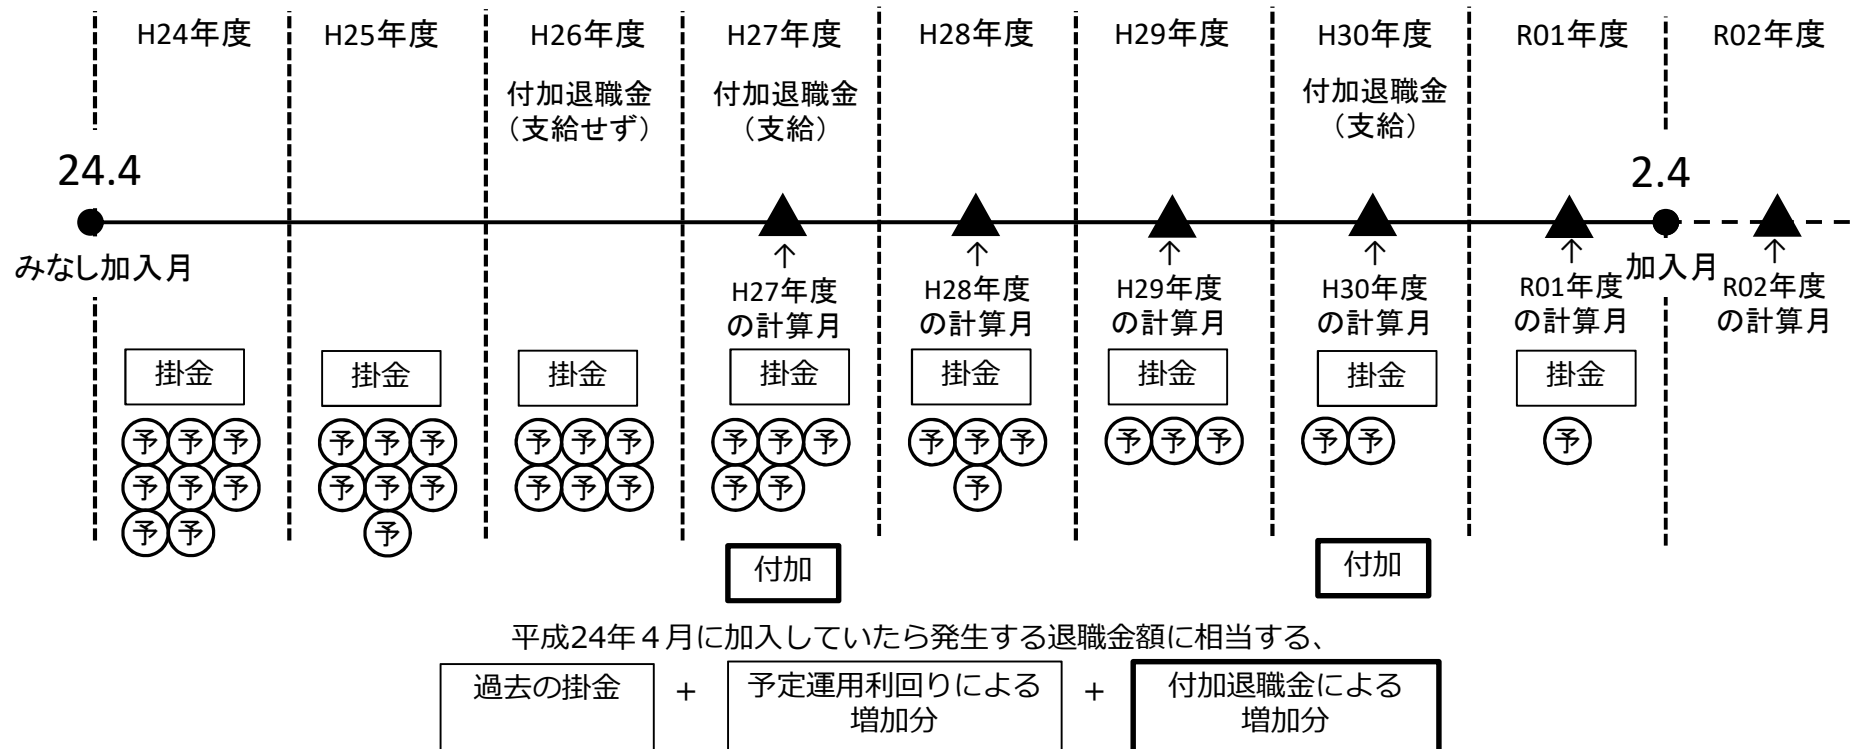 H24年度
H25年度
H26年度
H27年度
H28年度
H29年度
H30年度
R01年度
R02年度
付加退職金
（支給せず）
付加退職金
（支給）
付加退職金
（支給）
24.4
2.4
みなし加入月
↑
H27年度
の計算月
↑
H28年度
の計算月
↑
H29年度
の計算月
↑
H30年度
の計算月
↑
R01年度
の計算月
加入月
↑
R02年度
の計算月
掛金
掛金
掛金
掛金
掛金
掛金
掛金
掛金
予予予
予予予
予予
予予予
予予予
予
予予予
予予予
予予予
予予
予予予
予
予予予
予予
予
付加
付加
平成24年４月に加入していたら発生する退職金額に相当する、
過去の掛金
+
予定運用利回りによる
増加分
+
付加退職金による
増加分